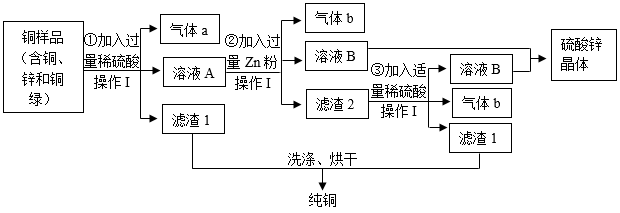 铜样品
（含铜、
锌和铜
绿）
①加入过
量稀硫酸
操作 I
气体 a
溶液 A
滤渣 1
②加入过
量 Zn 粉
操作 I
气体 b
溶液 B
滤渣 2
③加入适
量稀硫酸
操作 I
溶液 B
气体 b
滤渣 1
硫酸锌
晶体
洗涤、烘干
纯铜